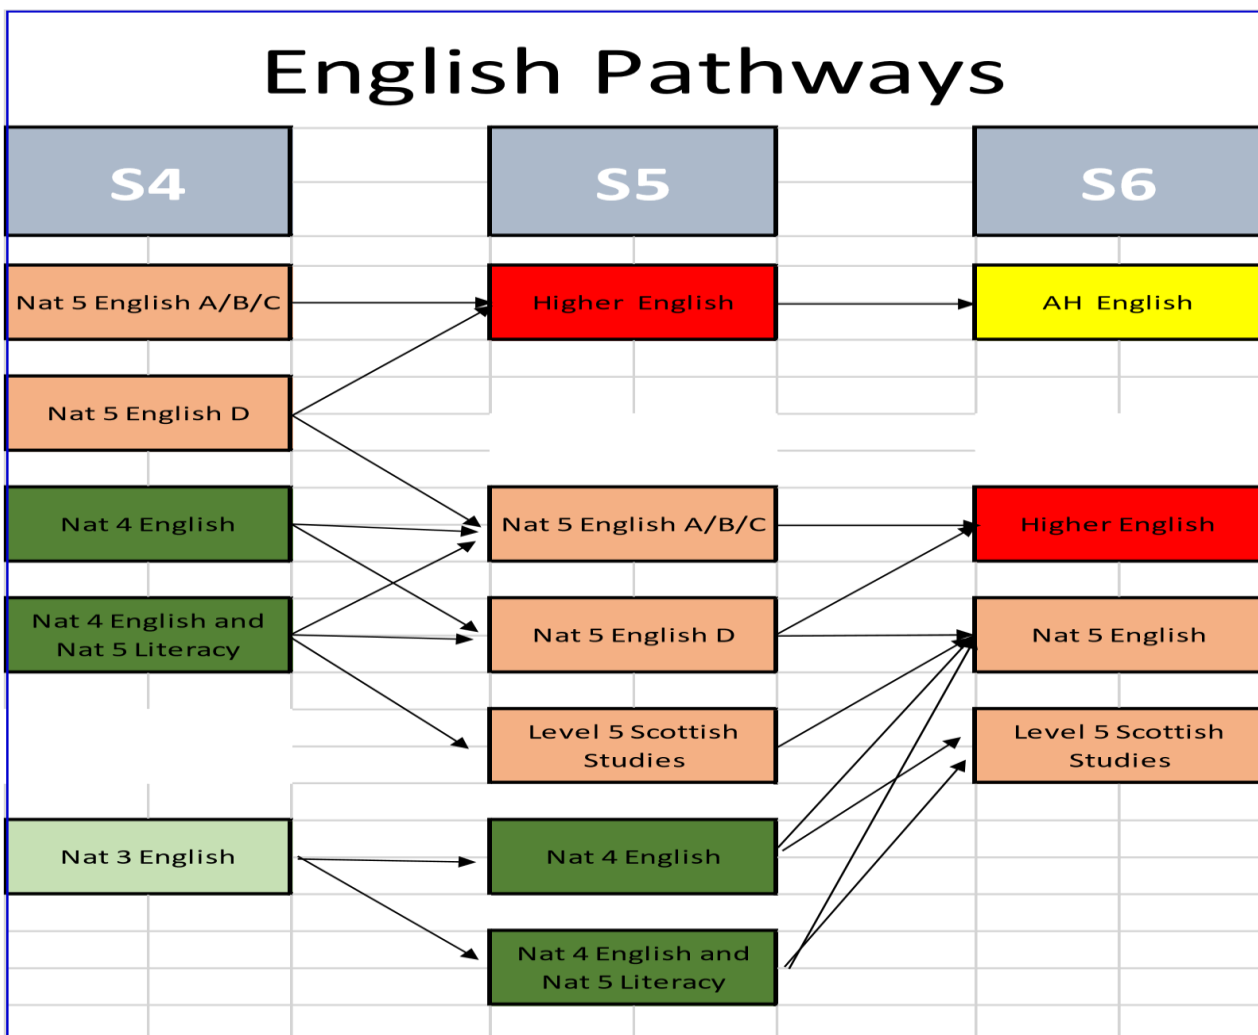 English Pathways
S4
S5
S6
Nat 5 English A/B/C
Higher English
AH English
Nat 5 English D
Nat 4 English
Nat 5 English A/B/C
Higher English
Nat 4 English and
Nat 5 Literacy
Nat 5 English D
Nat 5 English
Level 5 Scottish
Studies
Level 5 Scottish
Studies
Nat 3 English
Nat 4 English
Nat 4 English and
Nat 5 Literacy